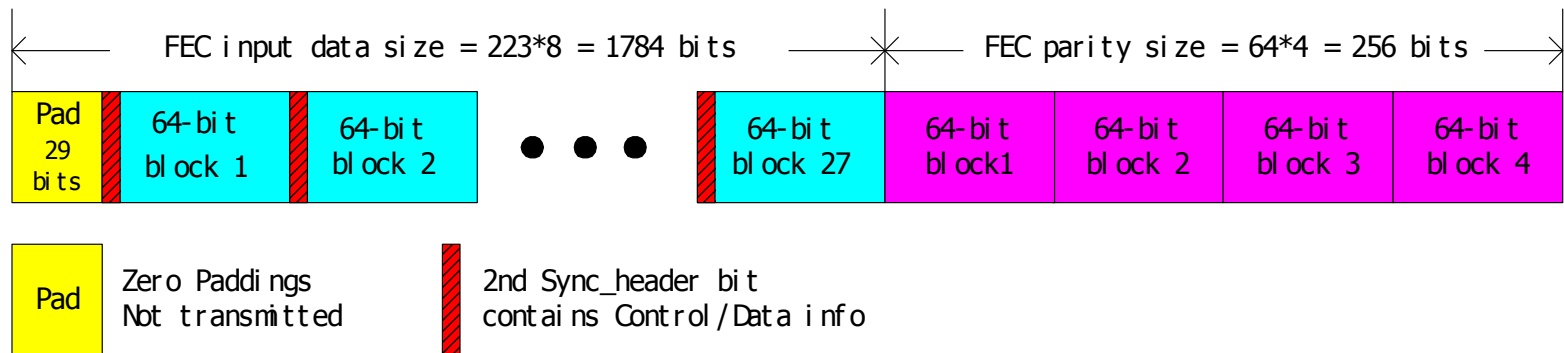 FEC input data size = 223*8 = 1784 bits
FEC parity size = 64*4 = 256 bits
Pad
29
bits
64-bit
block 1
64-bit
block 2
64-bit
block 27
64-bit
block1
64-bit
block 2
64-bit
block 3
64-bit
block 4
Pad
Zero Paddings
Not transmitted
2nd Sync_header bit
contains Control/Data info